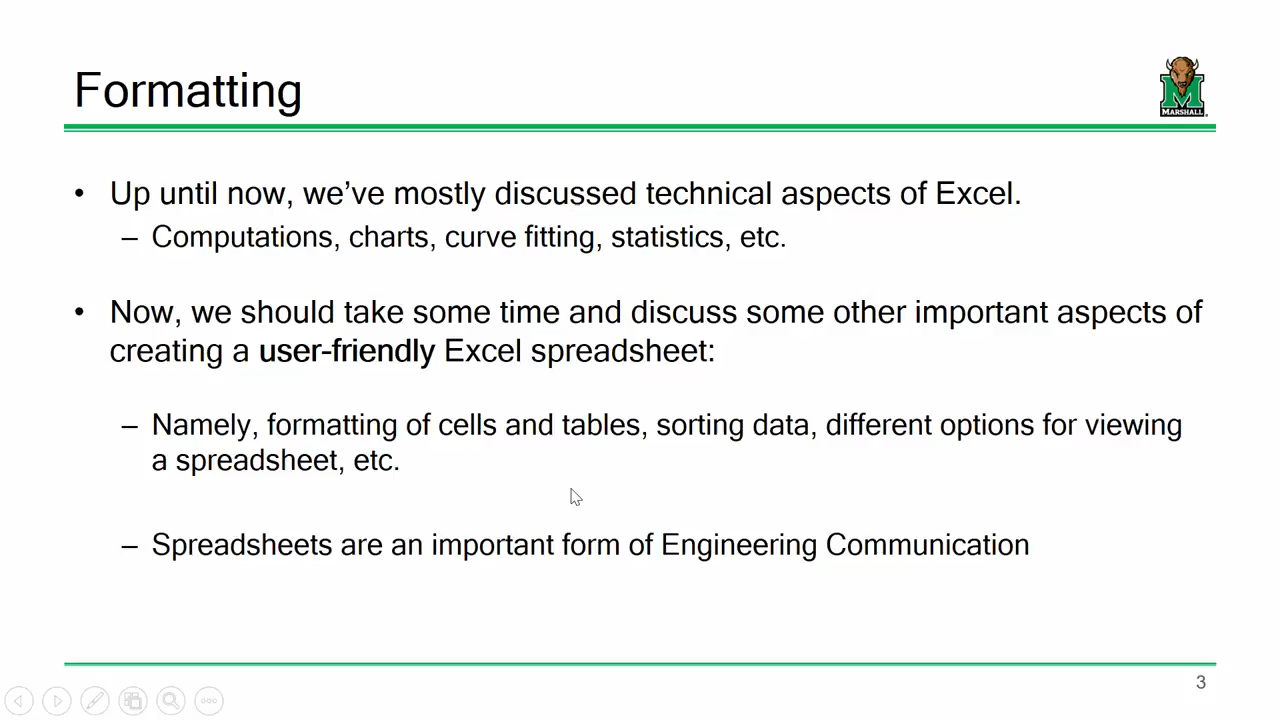 Formatting
MARSHALL
• Up until now, we’ve mostly discussed technical aspects of Excel.
– Computations, charts, curve fitting, statistics, etc.
• Now, we should take some time and discuss some other important aspects of
creating a user-friendly Excel spreadsheet:
– Namely, formatting of cells and tables, sorting data, different options for viewing
a spreadsheet, etc.
– Spreadsheets are an important form of Engineering Communication
3